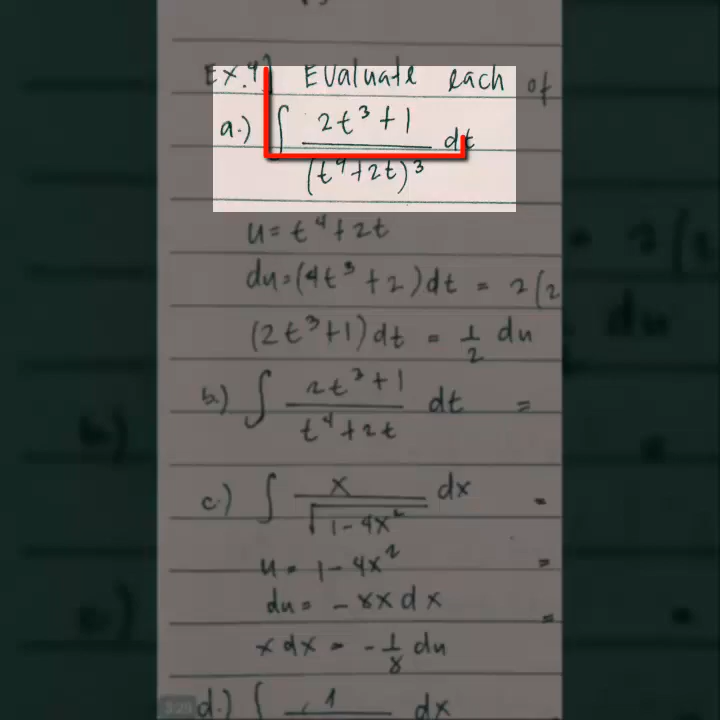 Ex. 4) Evaluate each of
a.) ∫ (2t³ + 1)/(t⁴ + 2t)³ dt
u = t⁴ + 2t
du = (4t³ + 2) dt = 2(2
(2t³ + 1) dt = 1/2 du
b.) ∫ (2t³ + 1)/(t⁴ + 2t) dt =
c.) ∫ x/√(1 - 4x²) dx =
u = 1 - 4x² =
du = - 8x dx =
x dx = - 1/8 du
d.) ∫ 1 dx